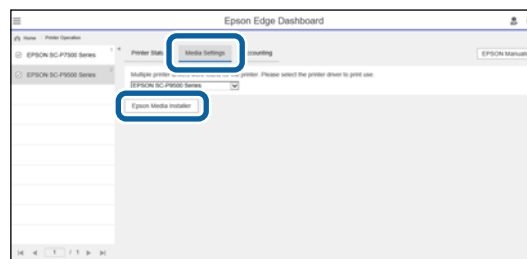 Epson Edge Dashboard
Home Printer Operation
EPSON SC-P7500 Series
EPSON SC-P9500 Series
Printer Stat Media Settings ccounting
EPSON Manuals
Multiple printer drivers were found for the printer. Please select the printer driver to print use.
EPSON SC-P9500 Series
Epson Media Installer
1 / 1